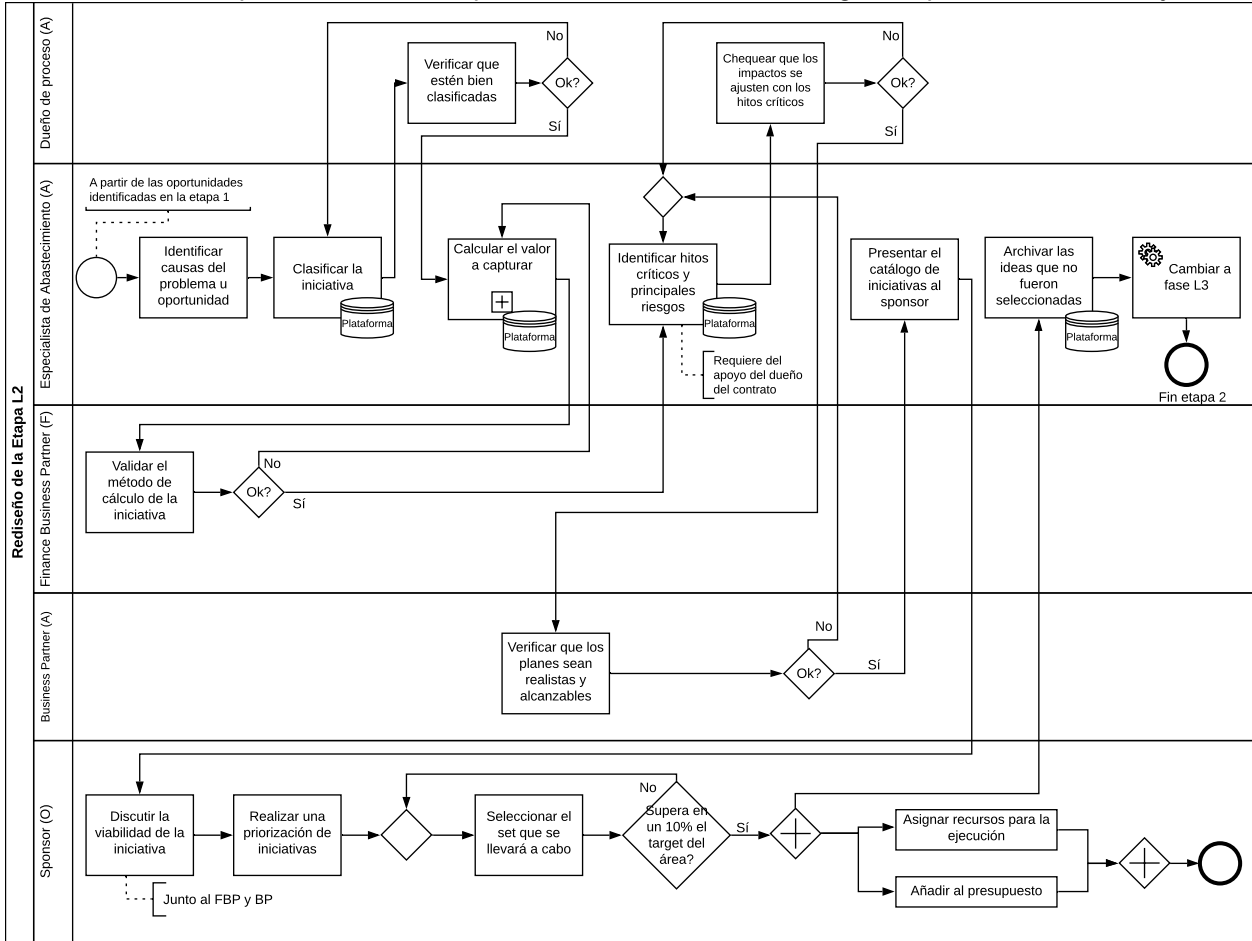 Rediseño de la Etapa L2
Dueño de proceso (A)
Verificar que
estén bien
clasificadas
No
Ok?
Sí
Chequear que los
impactos se
ajusten con los
hitos críticos
No
Ok?
Sí
Especialista de Abastecimiento (A)
A partir de las oportunidades
identificadas en la etapa 1
Identificar
causas del
problema u
oportunidad
Clasificar la
iniciativa
Plataforma
Calcular el valor
a capturar
Plataforma
Identificar hitos
críticos y
principales
riesgos
Plataforma
Requiere del
apoyo del dueño
del contrato
Presentar el
catálogo de
iniciativas al
sponsor
Archivar las
ideas que no
fueron
seleccionadas
Plataforma
Cambiar a
fase L3
Fin etapa 2
Finance Business Partner (F)
Validar el
método de
cálculo de la
iniciativa
No
Ok?
Sí
Business Partner (A)
Verificar que los
planes sean
realistas y
alcanzables
No
Ok?
Sí
Sponsor (O)
Discutir la
viabilidad de la
iniciativa
Junto al FBP y BP
Realizar una
priorización de
iniciativas
Seleccionar el
set que se
llevará a cabo
No
Supera en
un 10% el
target del
área?
Sí
Asignar recursos para la
ejecución
Añadir al presupuesto